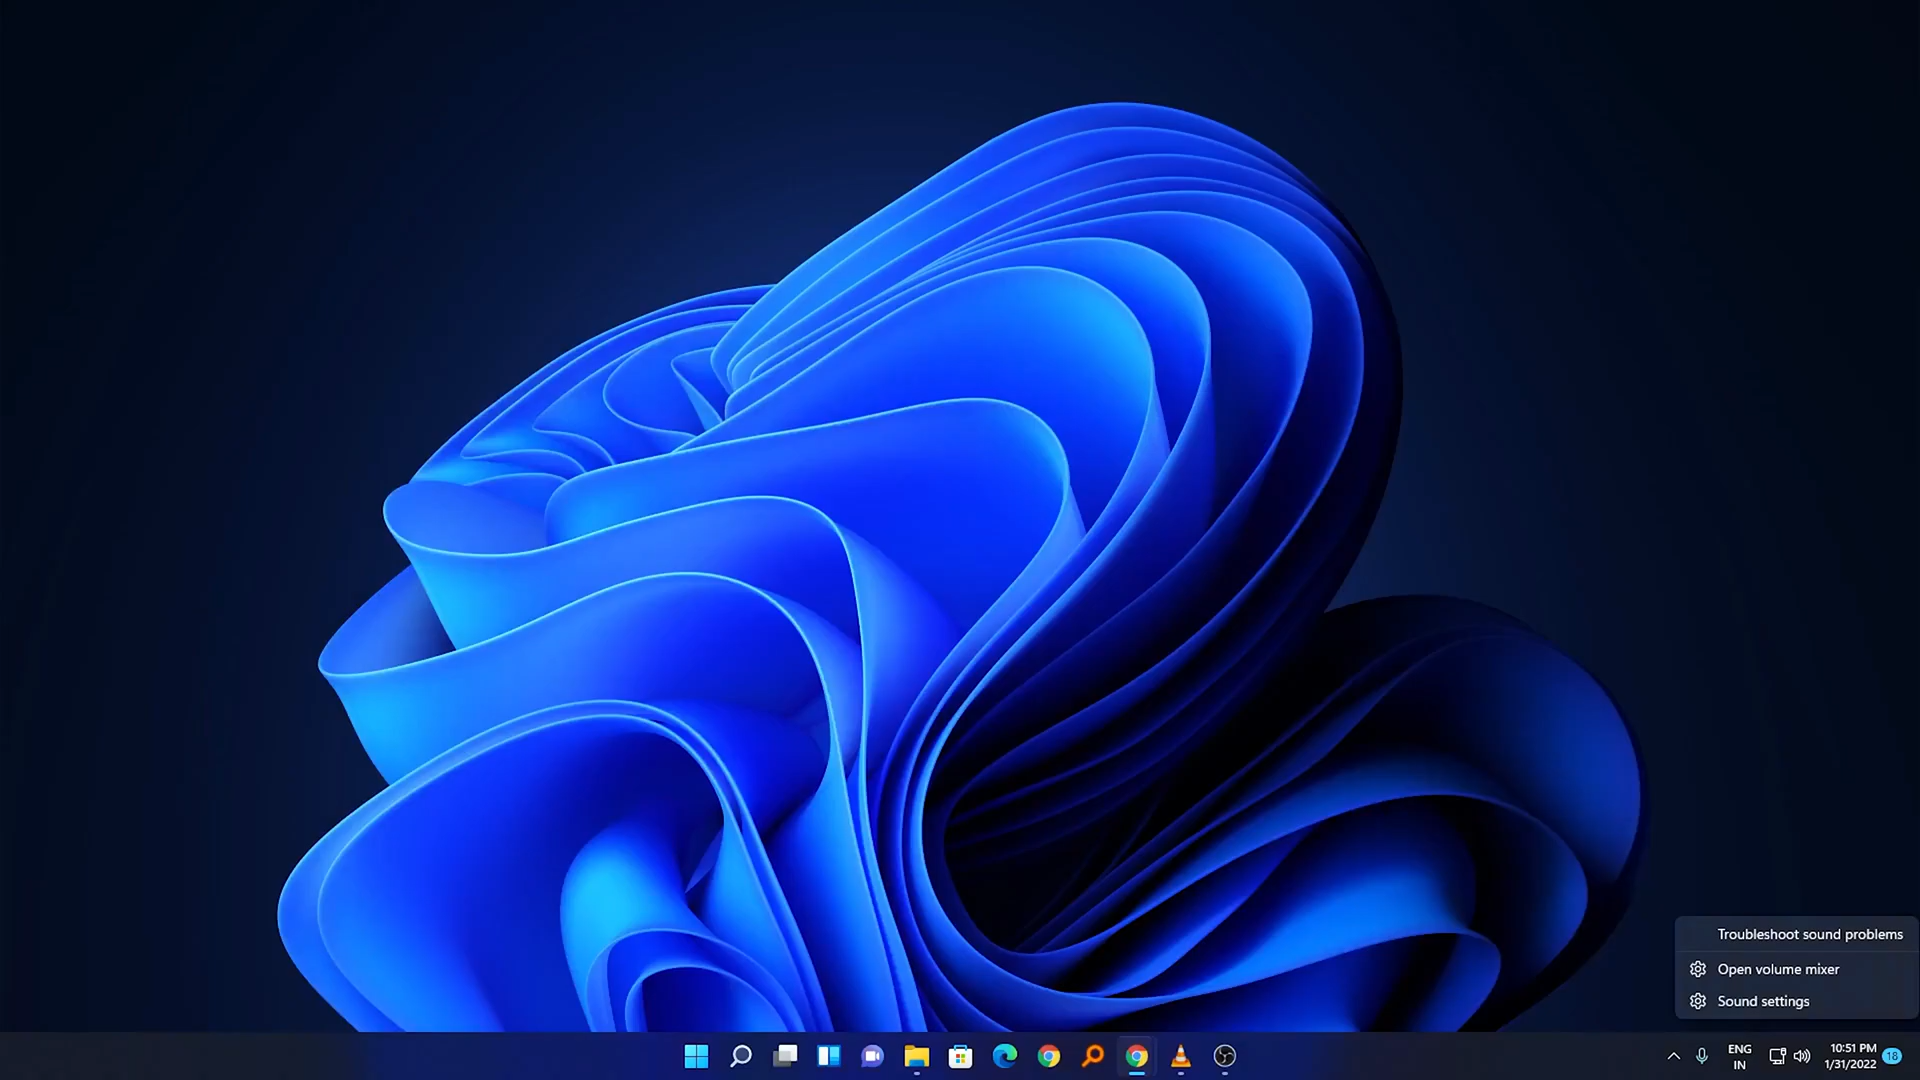 Troubleshoot sound problems
Open volume mixer
Sound settings
ENG
IN
10:51 PM
1/31/2022
18